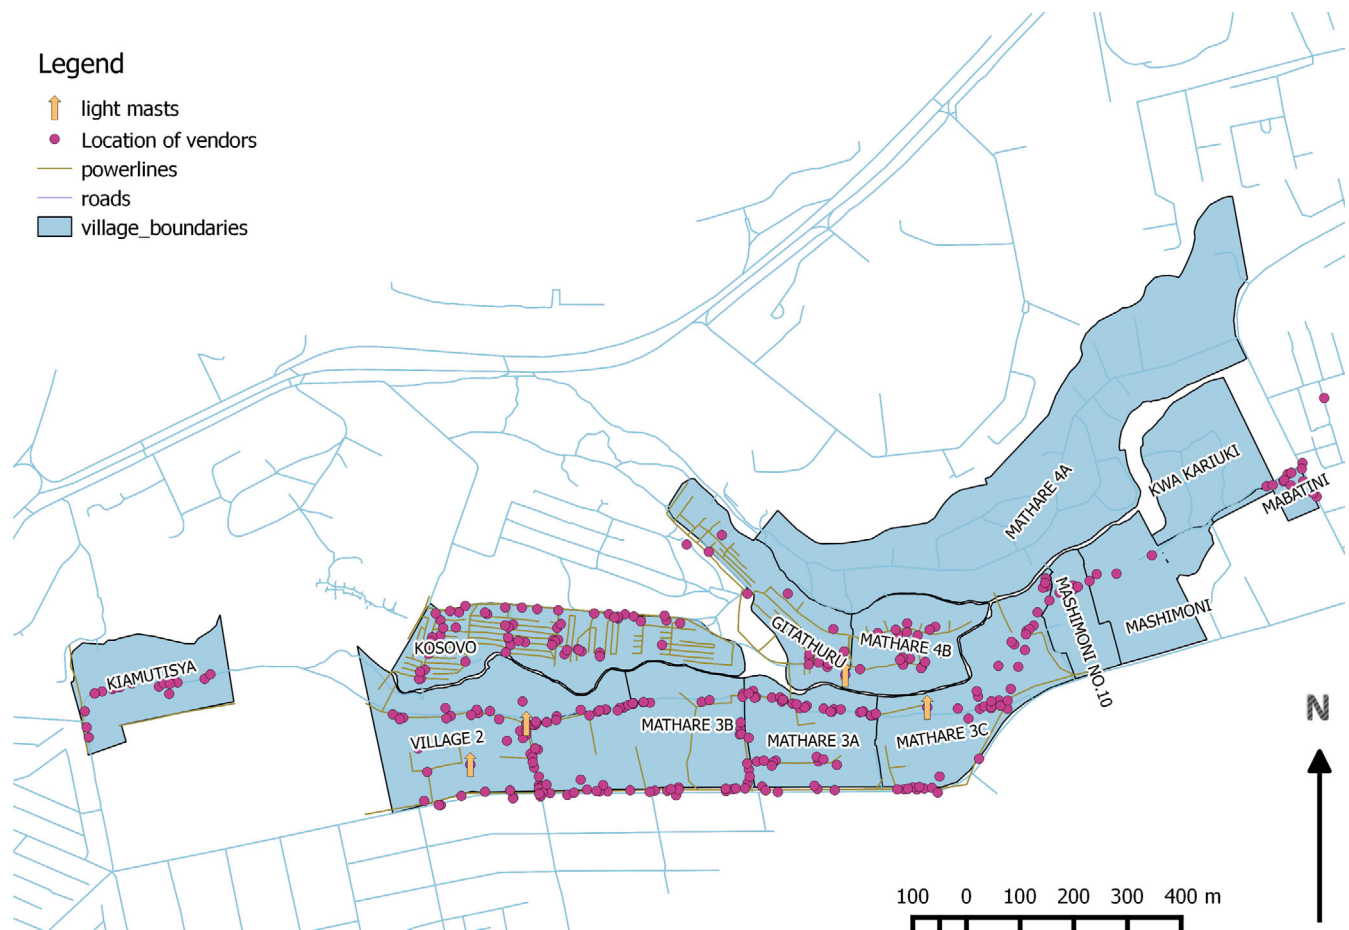 Legend
light masts
Location of vendors
powerlines
roads
village_boundaries
MATHARE 4A
KWA KARIUKI
MABATINI
MASHIMONI NO.10
MASHIMONI
GITATHURU
MATHARE 4B
KOSOVO
KIAMUTISYA
VILLAGE 2
MATHARE 3B
MATHARE 3A
MATHARE 3C
N
100 0 100 200 300 400 m